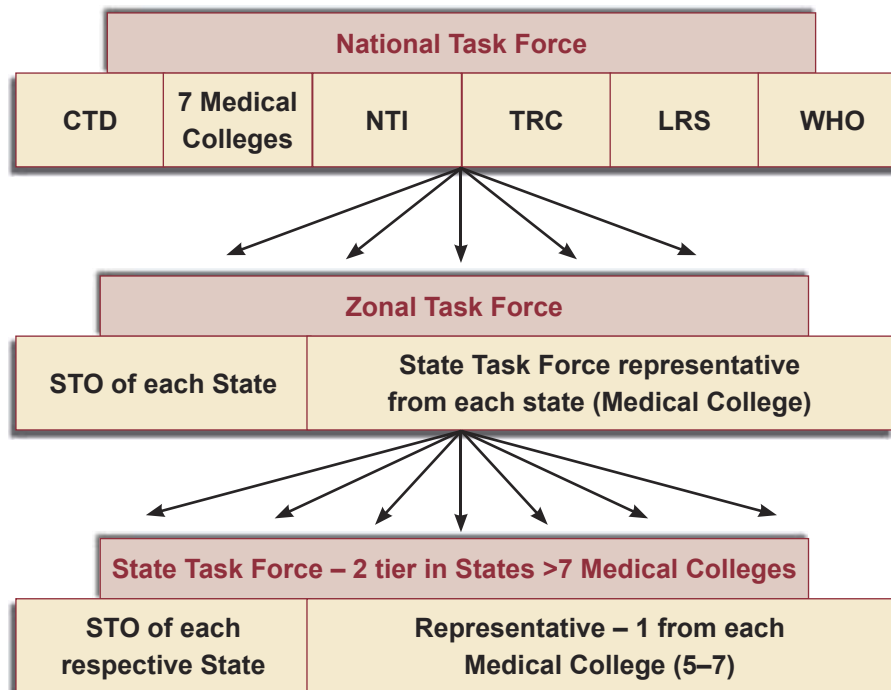 National Task Force
CTD
7 Medical
Colleges
NTI
TRC
LRS
WHO
Zonal Task Force
STO of each State
State Task Force representative
from each state (Medical College)
State Task Force – 2 tier in States >7 Medical Colleges
STO of each
respective State
Representative – 1 from each
Medical College (5–7)